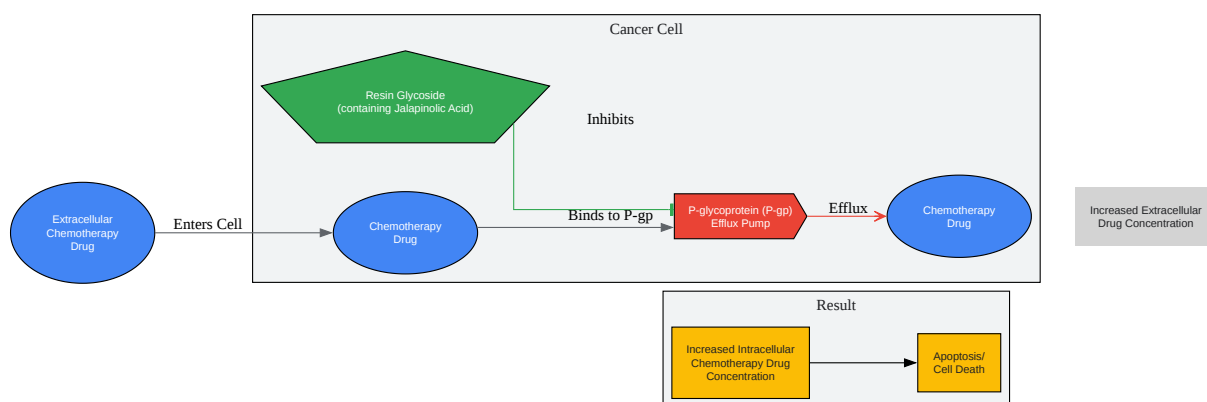 Cancer Cell
Resin Glycoside
(containing Jalapinolic Acid)
Inhibits
Extracellular
Chemotherapy
Drug
Enters Cell
Chemotherapy
Drug
Binds to P-gp
P-glycoprotein (P-gp)
Efflux Pump
Efflux
Chemotherapy
Drug
Increased Extracellular
Drug Concentration
Result
Increased Intracellular
Chemotherapy Drug
Concentration
Apoptosis/
Cell Death